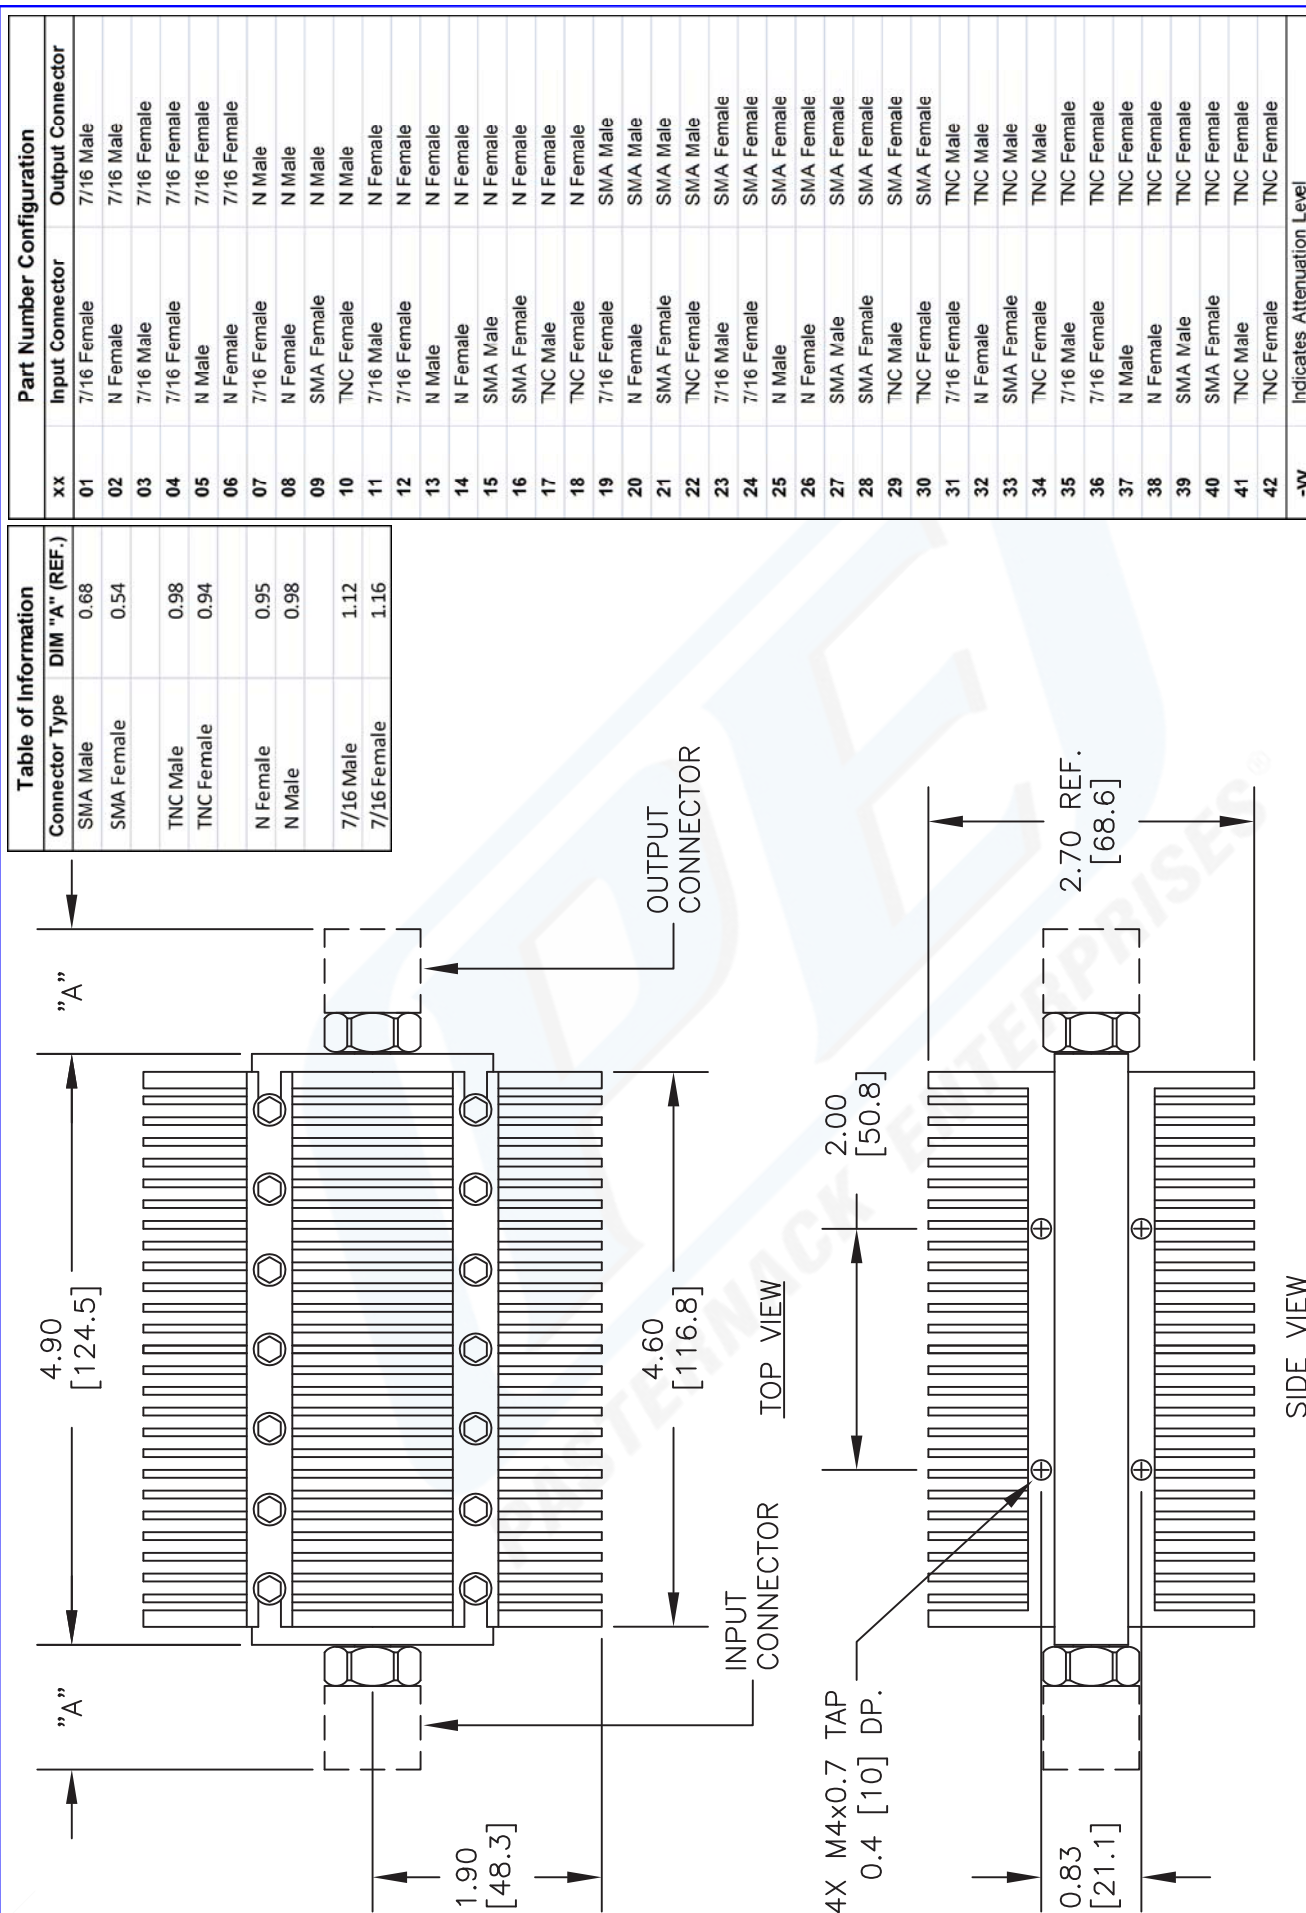 Table of Information
Connector Type DIM "A" (REF.)
SMA Male 0.68
SMA Female 0.54
TNC Male 0.98
TNC Female 0.94
N Female 0.95
N Male 0.98
7/16 Male 1.12
7/16 Female 1.16
Part Number Configuration
xx Input Connector Output Connector
01 7/16 Female 7/16 Male
02 N Female 7/16 Male
03 7/16 Male 7/16 Female
04 7/16 Female 7/16 Female
05 N Male 7/16 Female
06 N Female 7/16 Female
07 7/16 Female N Male
08 N Female N Male
09 SMA Female N Male
10 TNC Female N Male
11 7/16 Male N Female
12 7/16 Female N Female
13 N Male N Female
14 N Female N Female
15 SMA Male N Female
16 SMA Female N Female
17 TNC Male N Female
18 TNC Female N Female
19 7/16 Female SMA Male
20 N Female SMA Male
21 SMA Female SMA Male
22 TNC Female SMA Male
23 7/16 Male SMA Female
24 7/16 Female SMA Female
25 N Male SMA Female
26 N Female SMA Female
27 SMA Male SMA Female
28 SMA Female SMA Female
29 TNC Male SMA Female
30 TNC Female SMA Female
31 7/16 Female TNC Male
32 N Female TNC Male
33 SMA Female TNC Male
34 TNC Female TNC Male
35 7/16 Male TNC Female
36 7/16 Female TNC Female
37 N Male TNC Female
38 N Female TNC Female
39 SMA Male TNC Female
40 SMA Female TNC Female
41 TNC Male TNC Female
42 TNC Female TNC Female
Indicates Attenuation Level
"A"
4.90
[124.5]
"A"
1.90
[48.3]
INPUT
CONNECTOR
4.60
[116.8]
OUTPUT
CONNECTOR
TOP VIEW
4X M4x0.7 TAP
0.4 [10] DP.
2.00
[50.8]
0.83
[21.1]
2.70 REF.
[68.6]
SIDE VIEW
PEI
PASTERNACK ENTERPRISES®